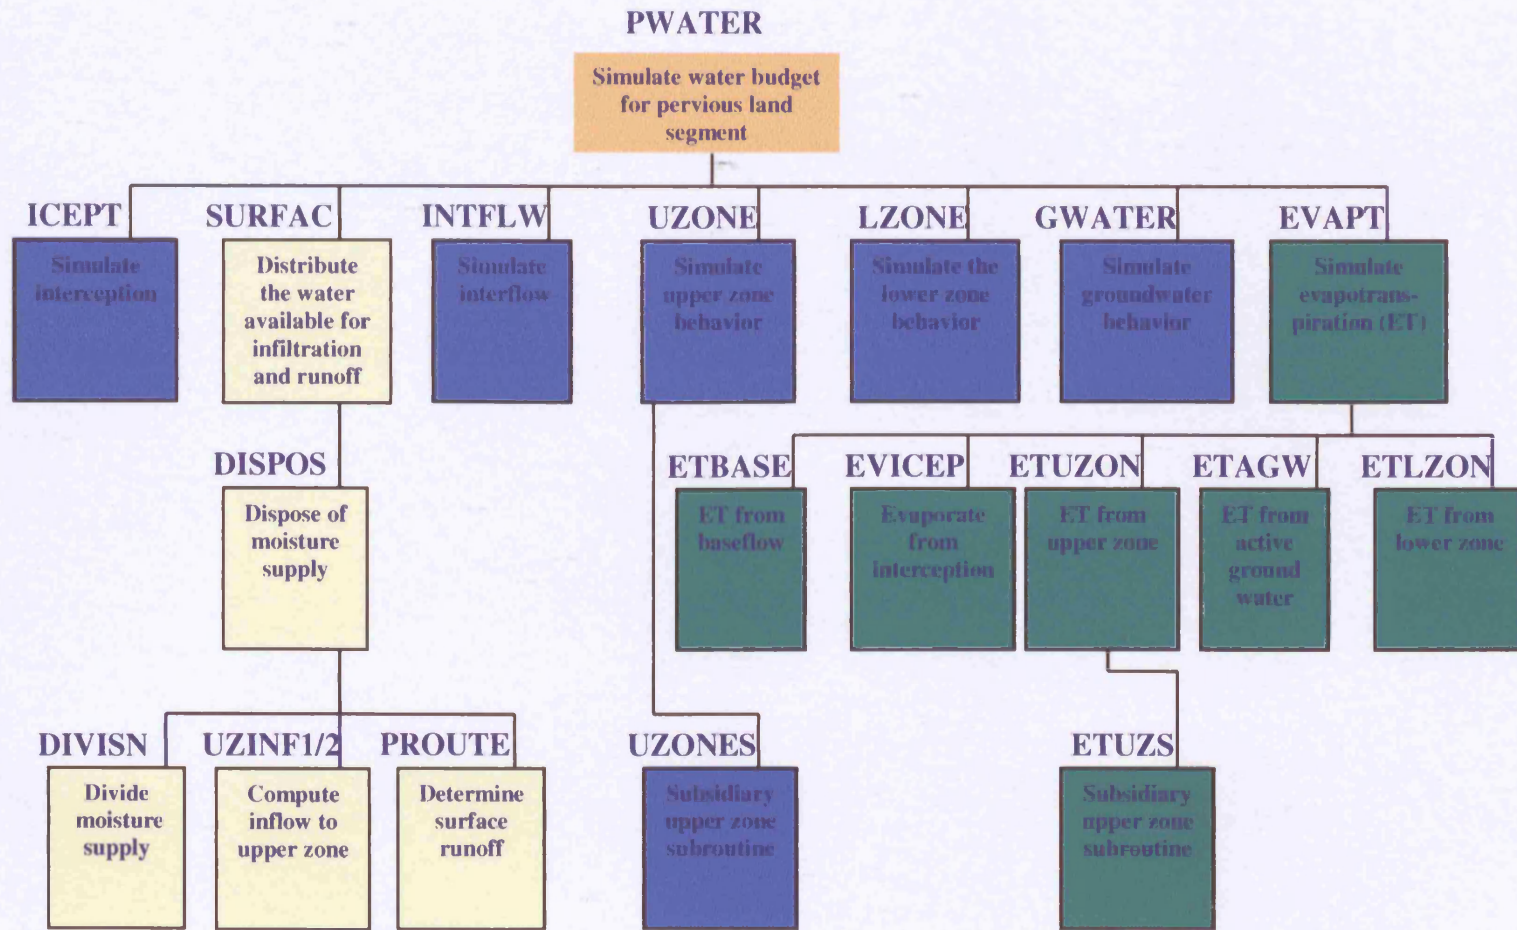 PWATER
Simulate water budget
for pervious land
segment
ICEPT
Simulate
interception
SURFAC
Distribute
the water
available for
infiltration
and runoff
INTFLW
Simulate
interflow
UZONE
Simulate
upper zone
behavior
LZONE
Simulate the
lower zone
behavior
GWATER
Simulate
groundwater
behavior
EVAPT
Simulate
evapotrans-
piration (ET)
DISPOS
Dispose of
moisture
supply
ETBASE
ET from
baseflow
EVICEP
Evaporate
from
interception
ETUZON
ET from
upper zone
ETAGW
ET from
active
ground
water
ETLZON
ET from
lower zone
DIVISN
Divide
moisture
supply
UZINF1/2
Compute
inflow to
upper zone
PROUTE
Determine
surface
runoff
UZONES
Subsidiary
upper zone
subroutine
ETUZS
Subsidiary
upper zone
subroutine